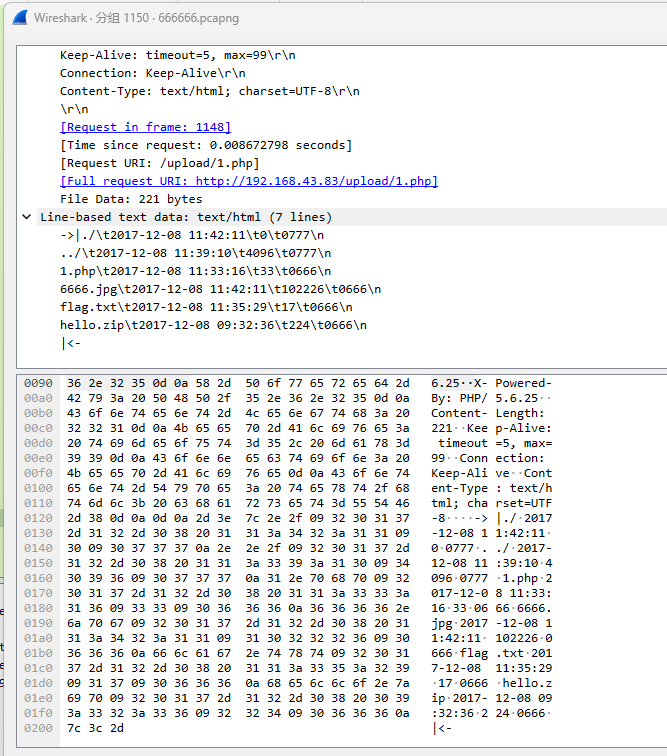 Wireshark · 分组 1150 · 666666.pcapng
Keep-Alive: timeout=5, max=99\r\n
Connection: Keep-Alive\r\n
Content-Type: text/html; charset=UTF-8\r\n
\r\n
[Request in frame: 1148]
[Time since request: 0.008672798 seconds]
[Request URI: /upload/1.php]
[Full request URI: http://192.168.43.83/upload/1.php]
File Data: 221 bytes
Line-based text data: text/html (7 lines)
->|./\t2017-12-08 11:42:11\t0\t0777\n
../\t2017-12-08 11:39:10\t4096\t0777\n
1.php\t2017-12-08 11:33:16\t33\t0666\n
6666.jpg\t2017-12-08 11:42:11\t102226\t0666\n
flag.txt\t2017-12-08 11:35:29\t17\t0666\n
hello.zip\t2017-12-08 09:32:36\t224\t0666\n
|<-
0090 36 2e 32 35 0d 0a 58 2d 50 6f 77 65 72 65 64 2d 6.25··X- Powered-
00a0 42 79 3a 20 50 48 50 2f 35 2e 36 2e 32 35 0d 0a By: PHP/ 5.6.25··
00b0 43 6f 6e 74 65 6e 74 2d 4c 65 6e 67 74 68 3a 20 Content- Length:
00c0 32 32 31 0d 0a 4b 65 65 70 2d 41 6c 69 76 65 3a 221··Kee p-Alive:
00d0 20 74 69 6d 65 6f 75 74 3d 35 2c 20 6d 61 78 3d timeout =5, max=
00e0 39 39 0d 0a 43 6f 6e 6e 65 63 74 69 6f 6e 3a 20 99··Conn ection:
00f0 4b 65 65 70 2d 41 6c 69 76 65 0d 0a 43 6f 6e 74 Keep-Ali ve··Cont
0100 65 6e 74 2d 54 79 70 65 3a 20 74 65 78 74 2f 68 ent-Type : text/h
0110 74 6d 6c 3b 20 63 68 61 72 73 65 74 3d 55 54 46 tml; cha rset=UTF
0120 2d 38 0d 0a 0d 0a 2d 3e 7c 2e 2f 09 32 30 31 37 -8····-> |./·2017
0130 2d 31 32 2d 30 38 20 31 31 3a 34 32 3a 31 31 09 -12-08 1 1:42:11·
0140 30 09 30 37 37 37 0a 2e 2e 2f 09 32 30 31 37 2d 0·0777·. ./·2017-
0150 31 32 2d 30 38 20 31 31 3a 33 39 3a 31 30 09 34 12-08 11 :39:10·4
0160 30 39 36 09 30 37 37 37 0a 31 2e 70 68 70 09 32 096·0777 ·1.php·2
0170 30 31 37 2d 31 32 2d 30 38 20 31 31 3a 33 33 3a 017-12-0 8 11:33:
0180 31 36 09 33 33 09 30 36 36 36 0a 36 36 36 36 2e 16·33·06 66·6666.
0190 6a 70 67 09 32 30 31 37 2d 31 32 2d 30 38 20 31 jpg·2017 -12-08 1
01a0 31 3a 34 32 3a 31 31 09 31 30 32 32 32 36 09 30 1:42:11· 102226·0
01b0 36 36 36 0a 66 6c 61 67 2e 74 78 74 09 32 30 31 666·flag .txt·201
01c0 37 2d 31 32 2d 30 38 20 31 31 3a 33 35 3a 32 39 7-12-08 11:35:29
01d0 09 31 37 09 30 36 36 36 0a 68 65 6c 6c 6f 2e 7a ·17·0666 ·hello.z
01e0 69 70 09 32 30 31 37 2d 31 32 2d 30 38 20 30 39 ip·2017- 12-08 09
01f0 3a 33 32 3a 33 36 09 32 32 34 09 30 36 36 36 0a :32:36·2 24·0666·
0200 7c 3c 2d |<-